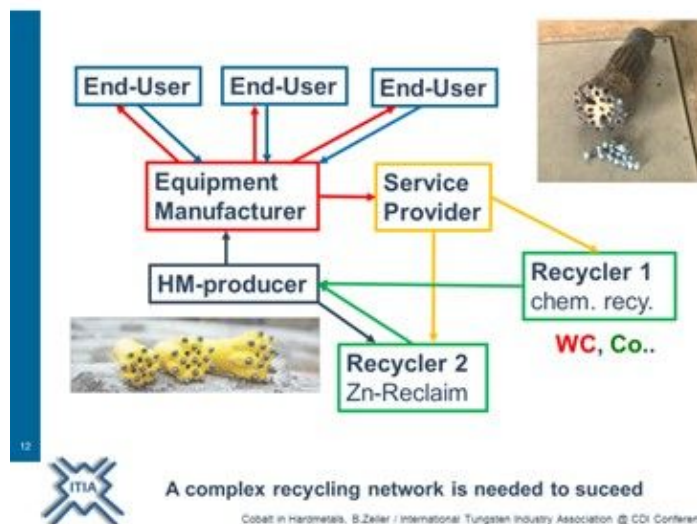 End-User
End-User
End-User
Equipment
Manufacturer
Service
Provider
HM-producer
Recycler 1
chem. recy.
WC, Co..
Recycler 2
Zn-Reclaim
12
ITIA
A complex recycling network is needed to suceed
Cobalt in Hardmetals, B.Zeiler / International Tungsten Industry Association @ CDI Conferen